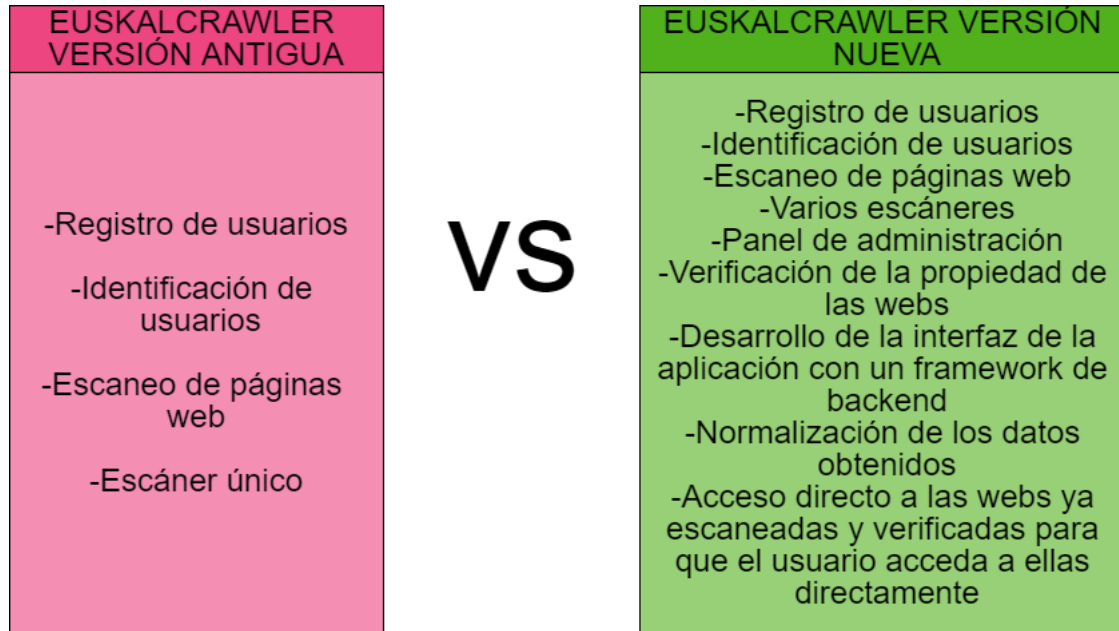 EUSKALCRAWLER
VERSIÓN ANTIGUA
-Registro de usuarios
-Identificación de
usuarios
-Escaneo de páginas
web
-Escáner único
VS
EUSKALCRAWLER VERSIÓN
NUEVA
-Registro de usuarios
-Identificación de usuarios
-Escaneo de páginas web
-Varios escáneres
-Panel de administración
-Verificación de la propiedad de
las webs
-Desarrollo de la interfaz de la
aplicación con un framework de
backend
-Normalización de los datos
obtenidos
-Acceso directo a las webs ya
escaneadas y verificadas para
que el usuario acceda a ellas
directamente